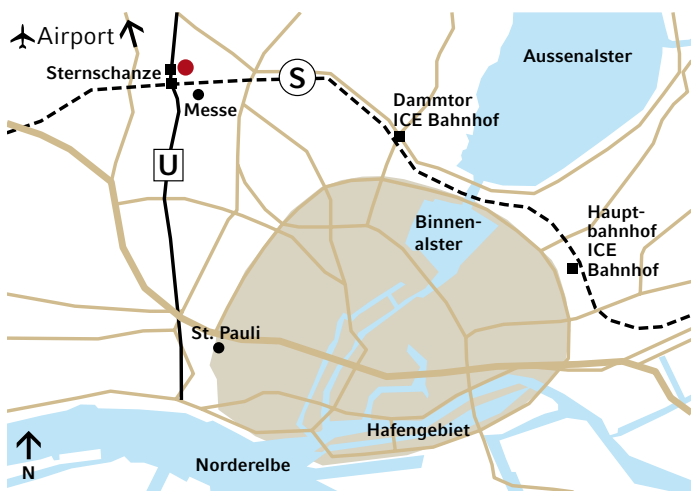 Airport
Aussenalster
Sternschanze
S
Messe
Dammtor
ICE Bahnhof
U
Binnen-
alster
Haupt-
bahnhof
ICE
Bahnhof
St. Pauli
Hafengebiet
Norderelbe
N